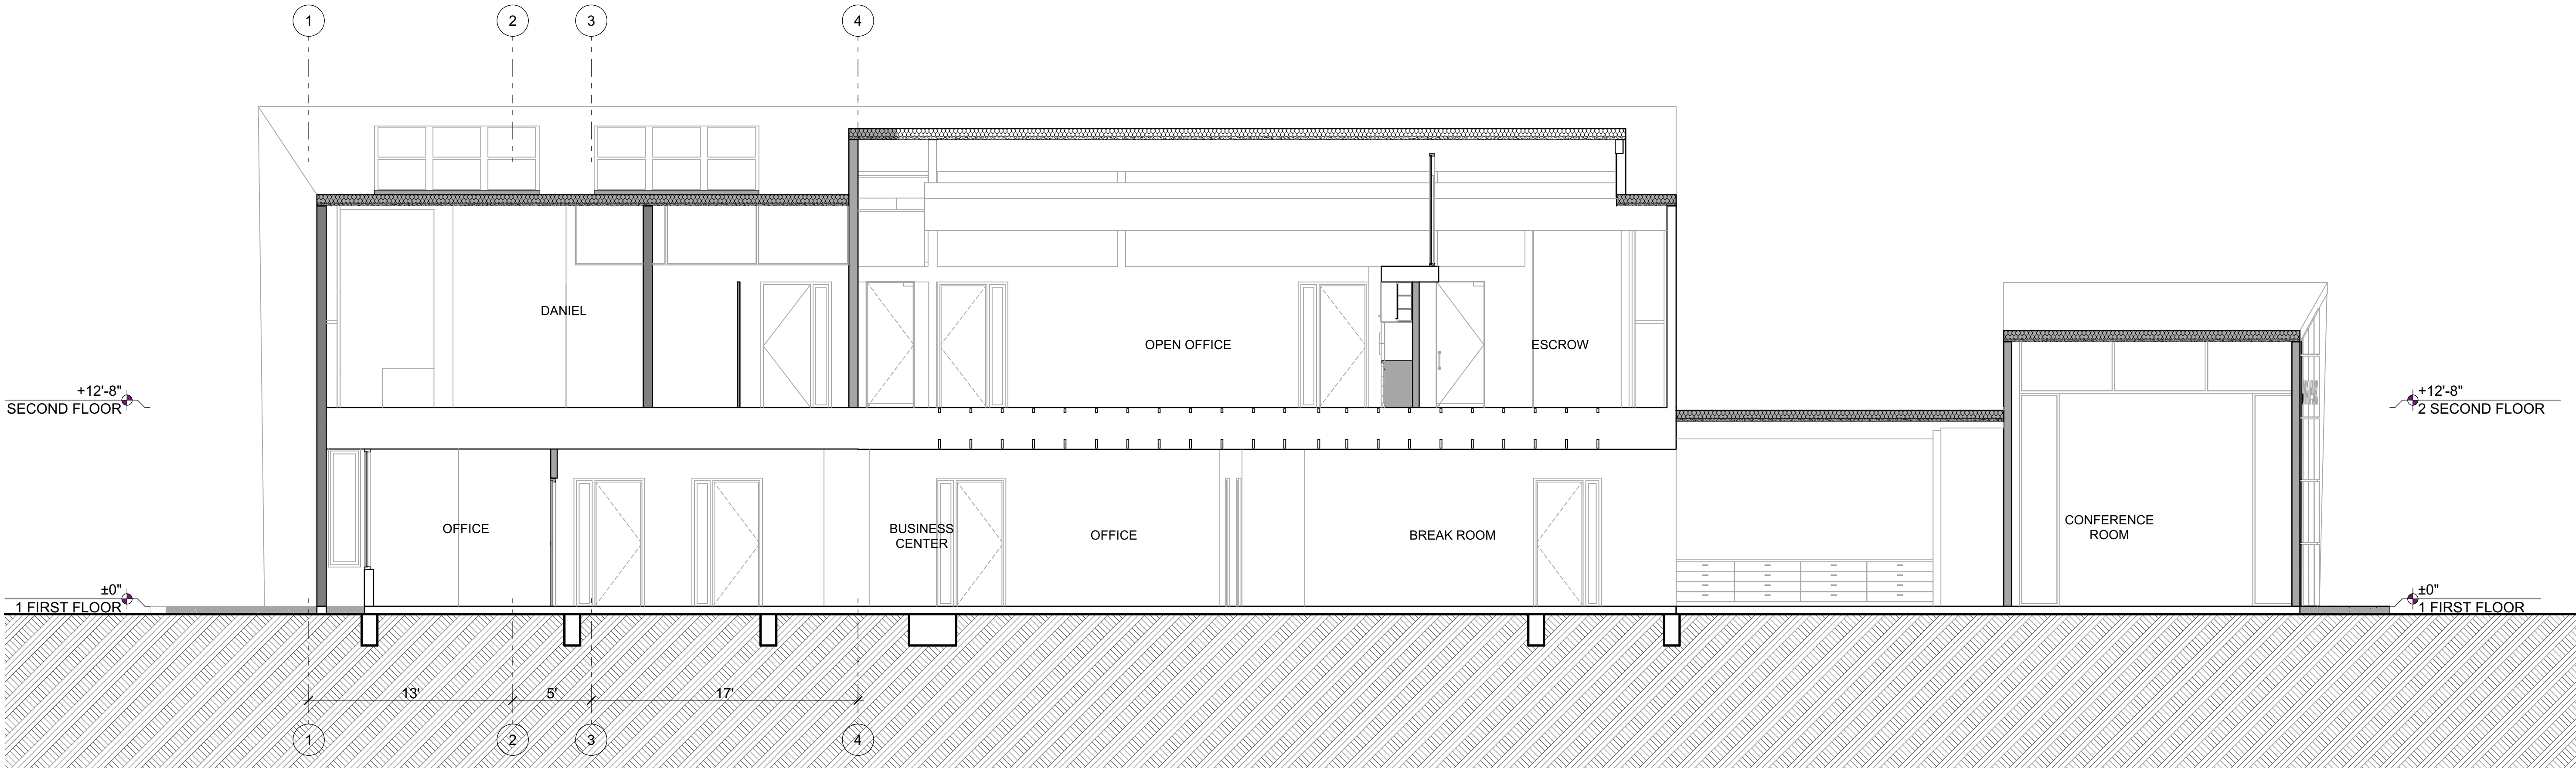 1
2
3
4
DANIEL
OPEN OFFICE
ESCROW
+12'-8"
SECOND FLOOR
+12'-8"
2 SECOND FLOOR
OFFICE
BUSINESS
CENTER
OFFICE
BREAK ROOM
CONFERENCE
ROOM
±0"
1 FIRST FLOOR
±0"
1 FIRST FLOOR
13'
5'
17'
1
2
3
4